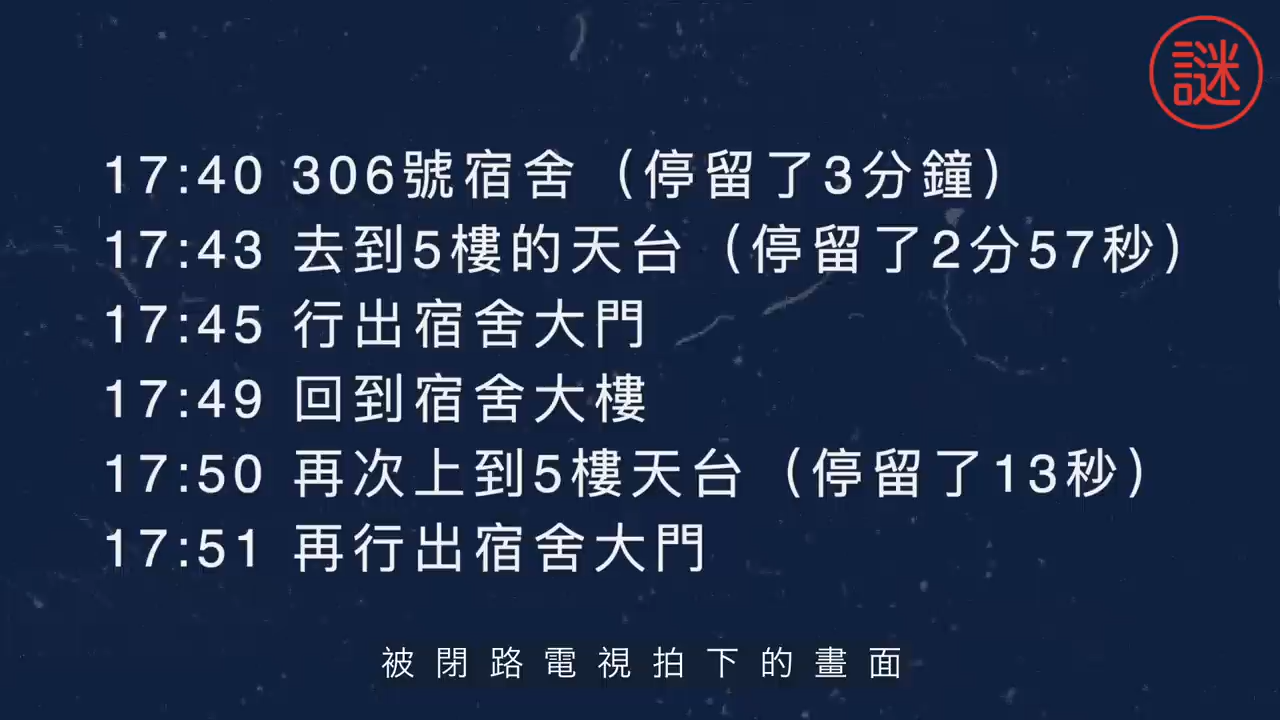 謎
17:40 306號宿舍（停留了3分鐘）
17:43 去到5樓的天台（停留了2分57秒）
17:45 行出宿舍大門
17:49 回到宿舍大樓
17:50 再次上到5樓天台（停留了13秒）
17:51 再行出宿舍大門
被閉路電視拍下的畫面